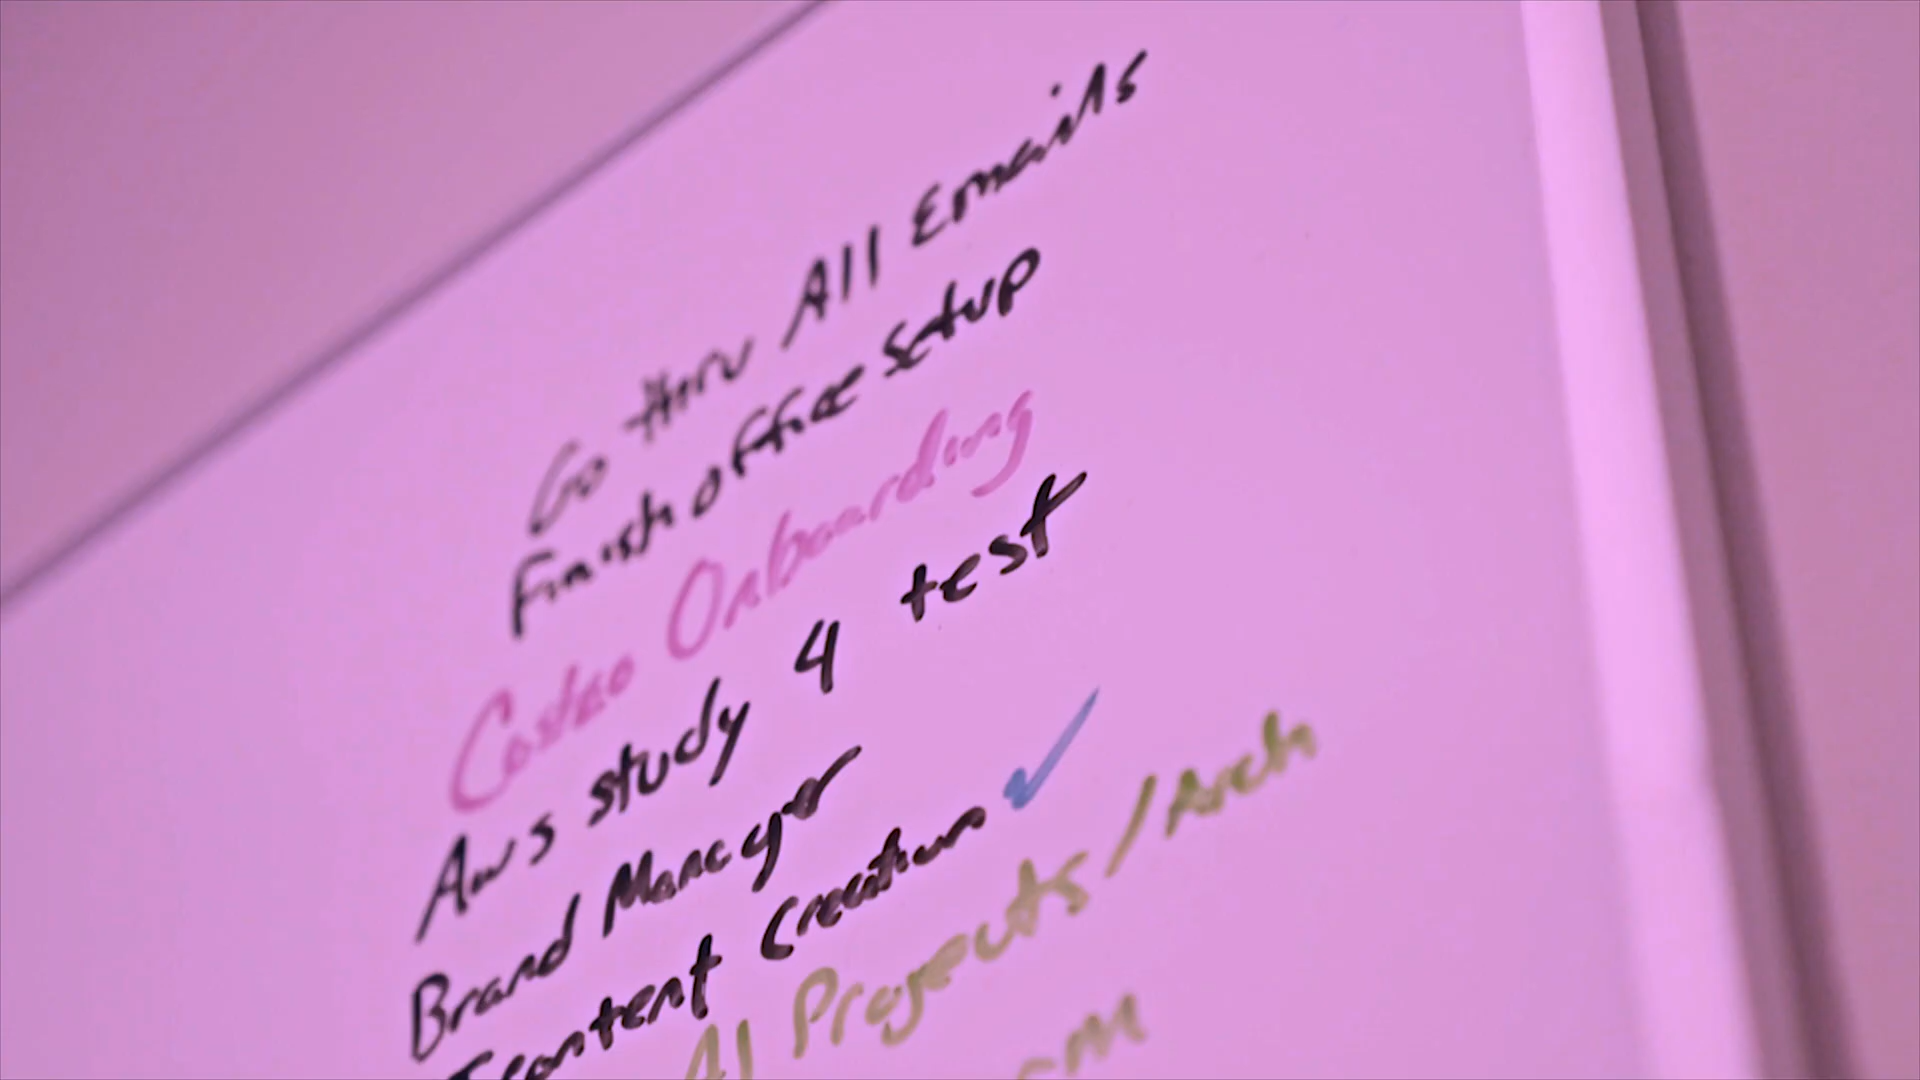 Go thru All Emails
Finish office setup
Costco Onboarding
Aws study 4 test
Brand Manager
content creation ✓
AI Projects/Arch